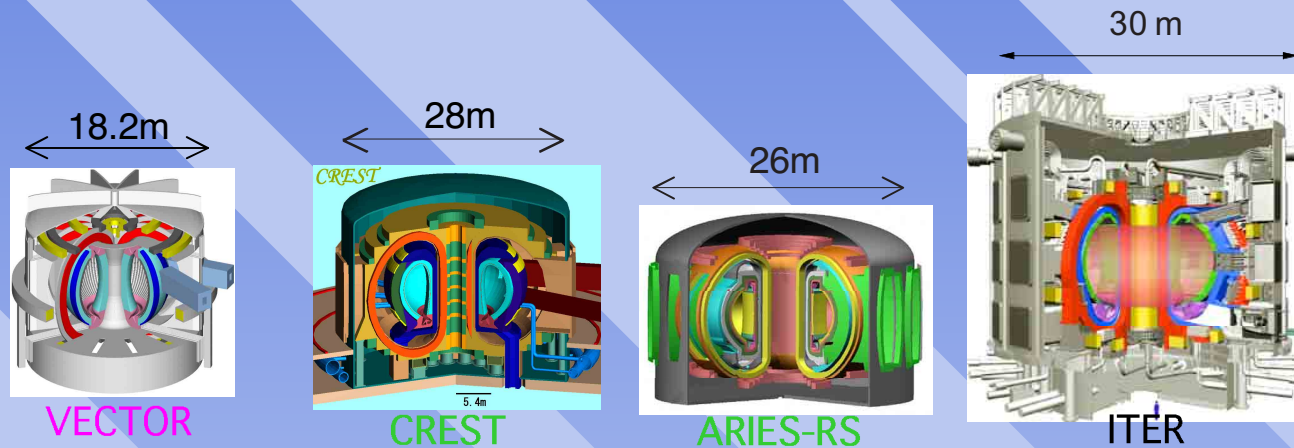 30 m
18.2m
28m
26m
CREST
5.4m
VECTOR
CREST
ARIES-RS
ITER